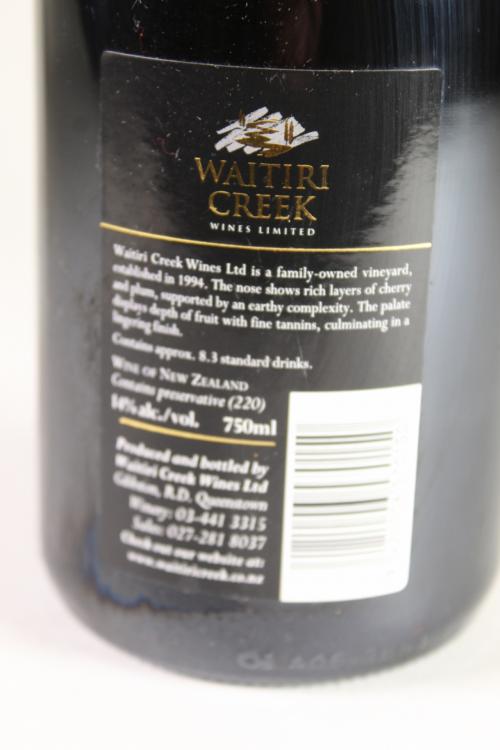 WAITIRI
CREEK
WINES LIMITED
Waitiri Creek Wines Ltd is a family-owned vineyard,
established in 1994. The nose shows rich layers of cherry
and plum, supported by an earthy complexity. The palate
displays depth of fruit with fine tannins, culminating in a
lingering finish.
Contains approx. 8.3 standard drinks.
WINE OF NEW ZEALAND
Contains preservative (220)
14% alc./vol. 750ml
Produced and bottled by
Waitiri Creek Wines Ltd
Gibbston, R.D. Queenstown
Winery: 03-441 3315
Sales: 027-281 8037
Check out our website at:
www.waitiricreek.co.nz